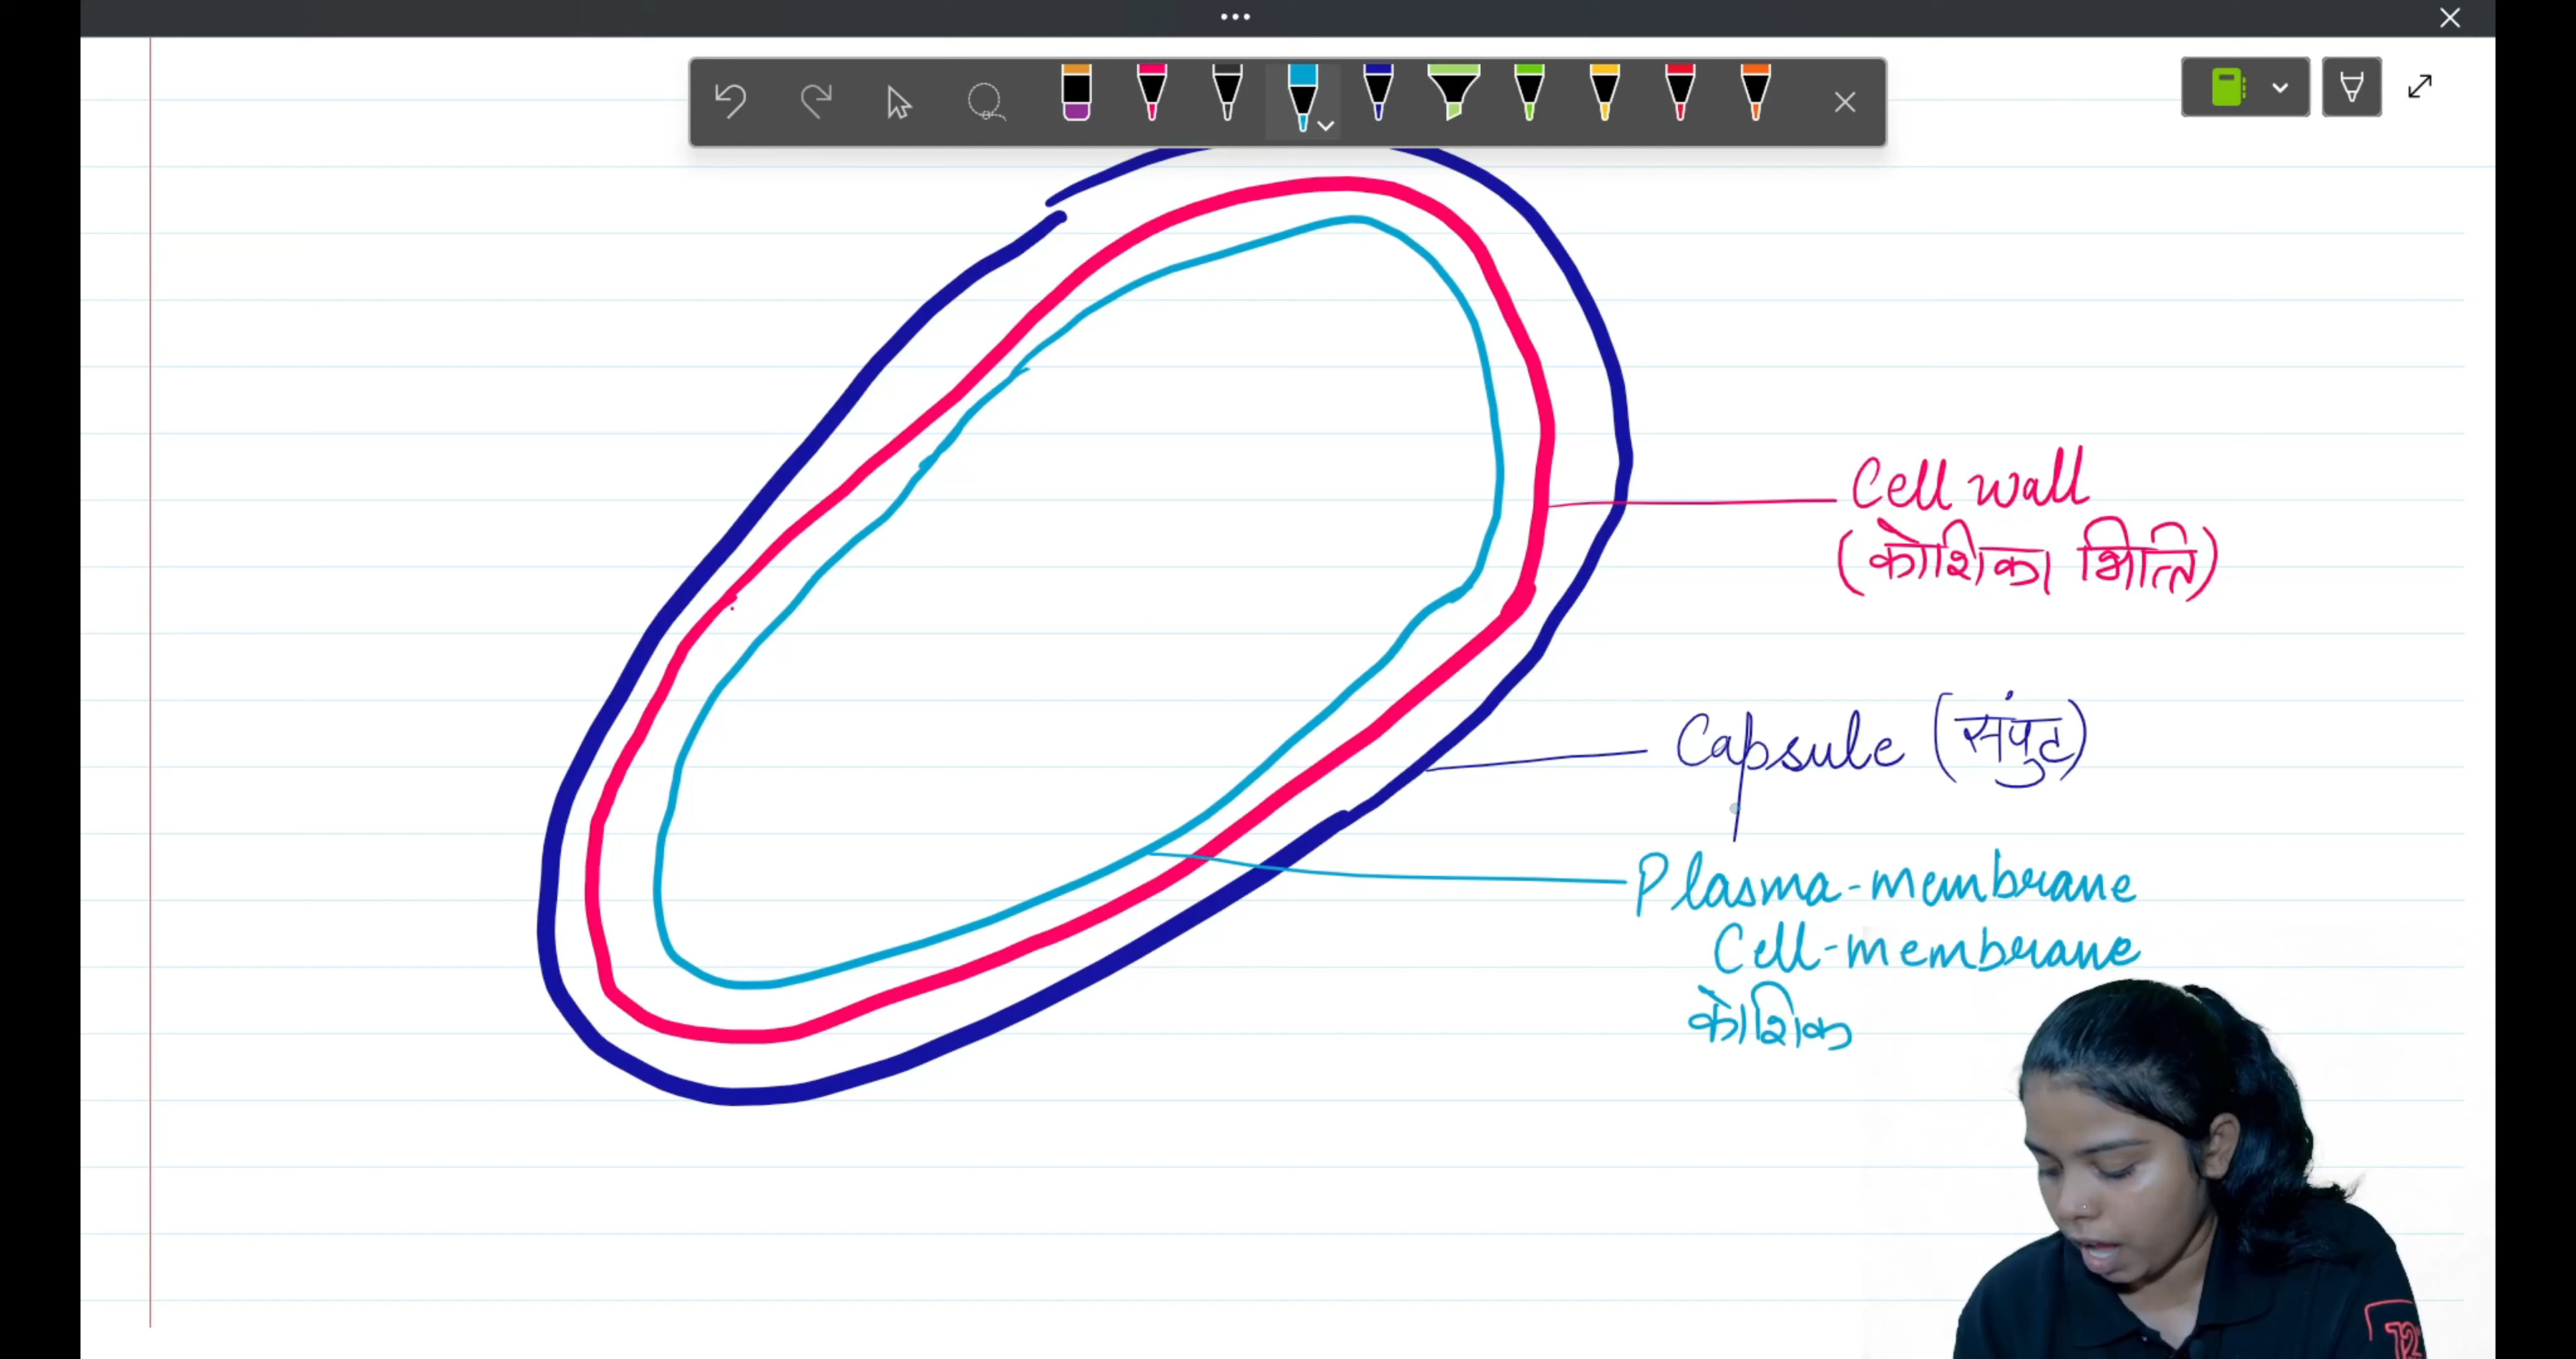 Cell wall
(कोशिका भित्ति)
Capsule (संपुट)
Plasma-membrane
Cell-membrane
कोशिक